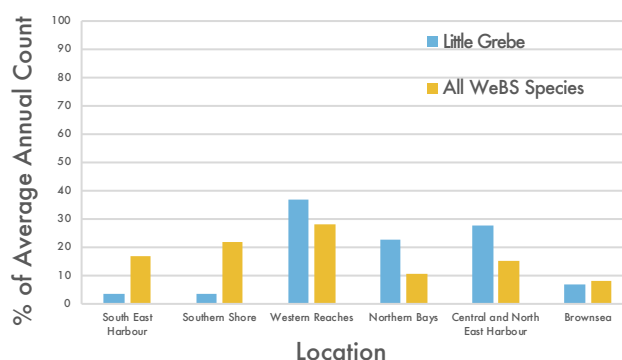 % of Average Annual Count
100
90
80
70
60
50
40
30
20
10
0
Little Grebe
All WeBS Species
South East
Harbour
Southern Shore
Western Reaches
Northern Bays
Central and North
East Harbour
Brownsea
Location